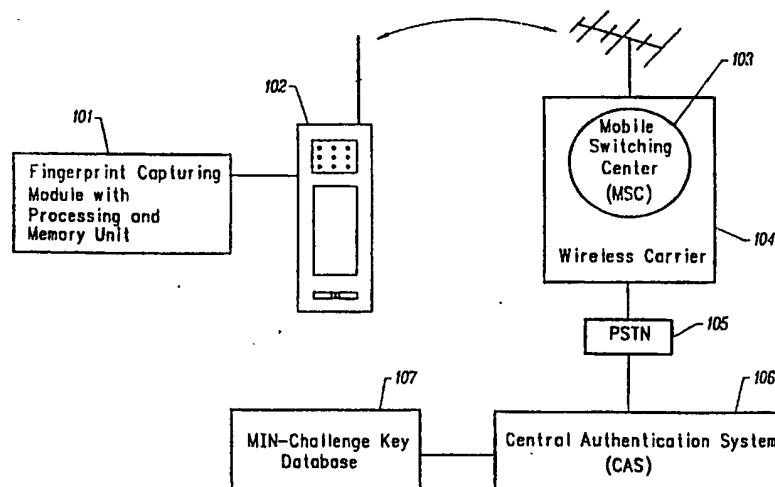 101
Fingerprint Capturing
Module with
Processing and
Memory Unit
102
103
Mobile
Switching
Center
(MSC)
Wireless Carrier
104
PSTN
105
106
Central Authentication System
(CAS)
107
MIN-Challenge Key
Database